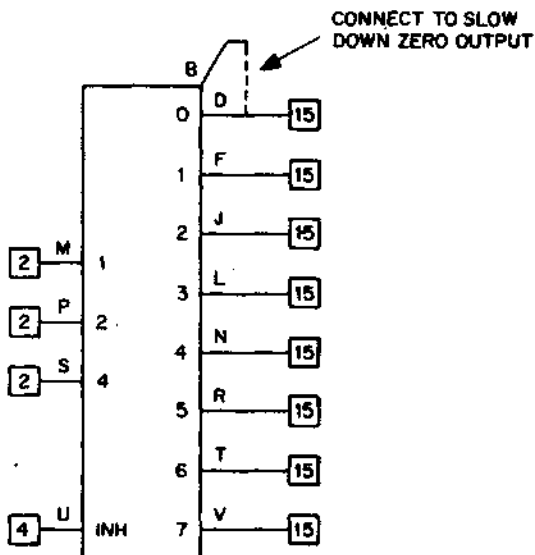 CONNECT TO SLOW
DOWN ZERO OUTPUT
B
0 D 15
1 F 15
2 J 15
2 M 1
3 L 15
2 P 2
4 N 15
2 S 4
5 R 15
6 T 15
4 U INH
7 V 15